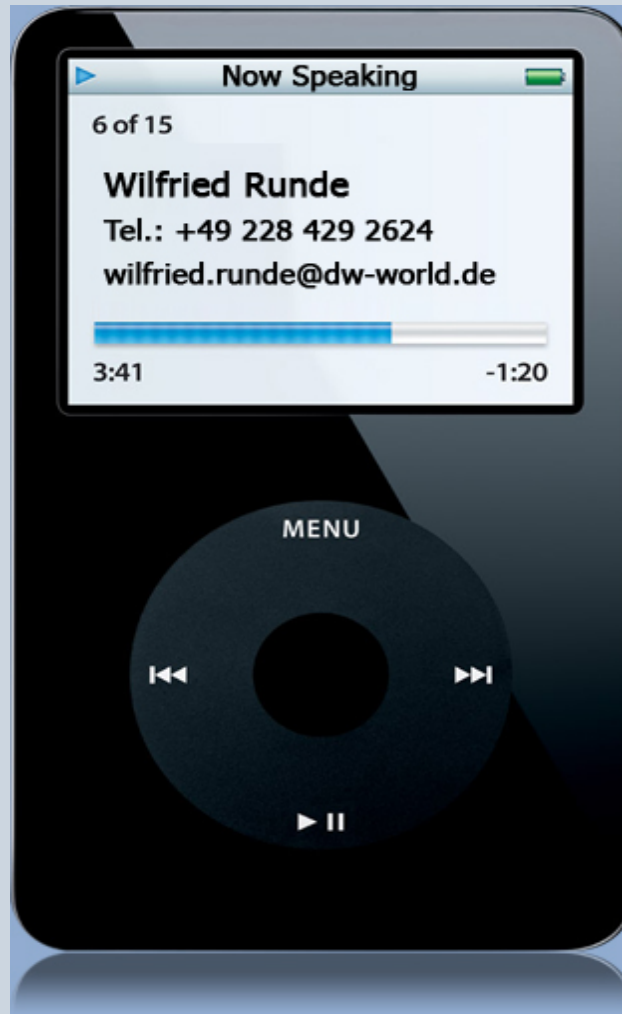 Now Speaking
6 of 15
Wilfried Runde
Tel.: +49 228 429 2624
wilfried.runde@dw-world.de
3:41 -1:20
MENU